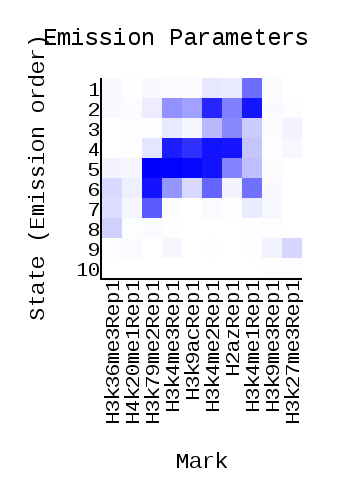 Emission Parameters
State (Emission order)
1
2
3
4
5
6
7
8
9
10
H3k36me3Rep1
H4k20me1Rep1
H3k79me2Rep1
H3k4me3Rep1
H3k9acRep1
H3k4me2Rep1
H2azRep1
H3k4me1Rep1
H3k9me3Rep1
H3k27me3Rep1
Mark